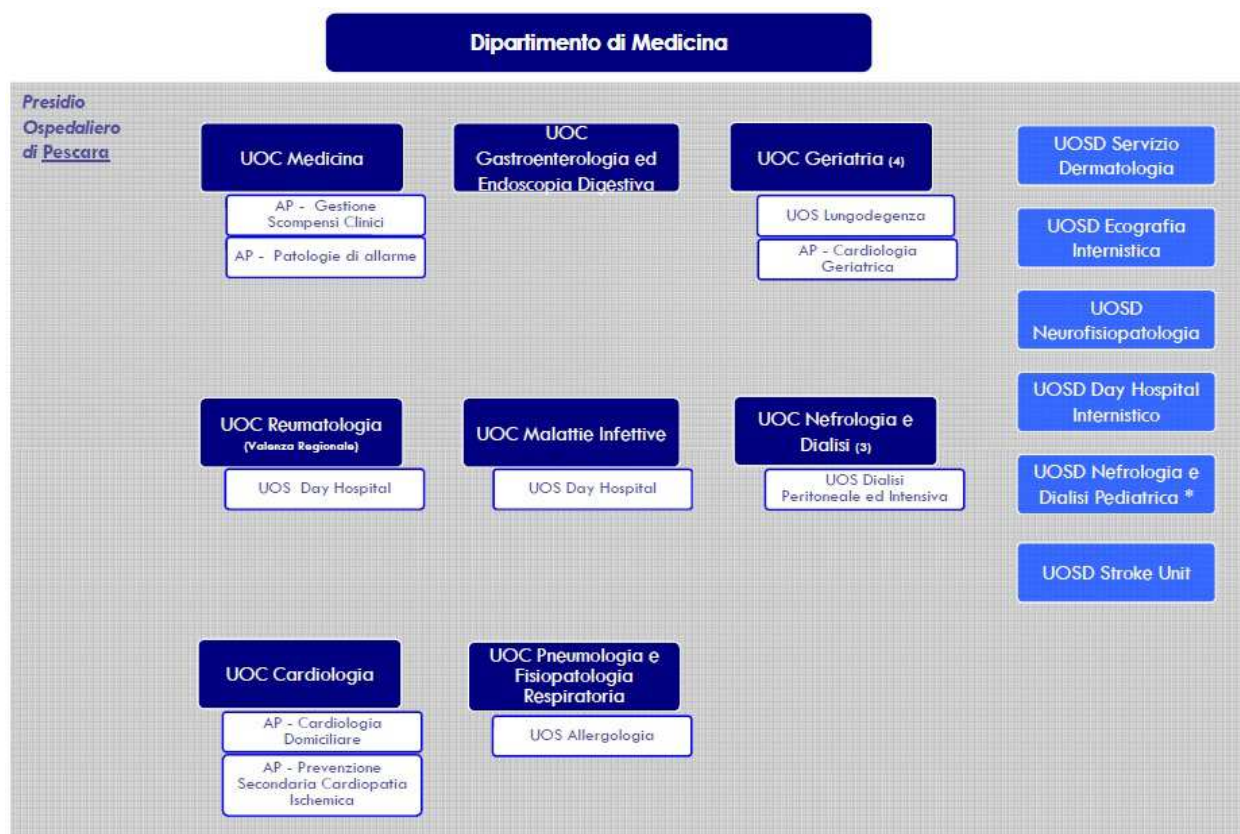 Dipartimento di Medicina
Presidio
Ospedaliero
di Pescara
UOC Medicina
AP - Gestione
Scompensi Clinici
AP - Patologie di allarme
UOC
Gastroenterologia ed
Endoscopia Digestiva
UOC Geriatria (4)
UOS Lungodegenza
AP - Cardiologia
Geriatrica
UOSD Servizio
Dermatologia
UOSD Ecografia
Internistica
UOSD
Neurofisiopatologia
UOSD Day Hospital
Internistico
UOSD Nefrologia e
Dialisi Pediatrica *
UOSD Stroke Unit
UOC Reumatologia
(Valenza Regionale)
UOS Day Hospital
UOC Malattie Infettive
UOS Day Hospital
UOC Nefrologia e
Dialisi (3)
UOS Dialisi
Peritoneale ed Intensiva
UOC Cardiologia
AP - Cardiologia
Domiciliare
AP - Prevenzione
Secondaria Cardiopatia
Ischemica
UOC Pneumologia e
Fisiopatologia
Respiratoria
UOS Allergologia